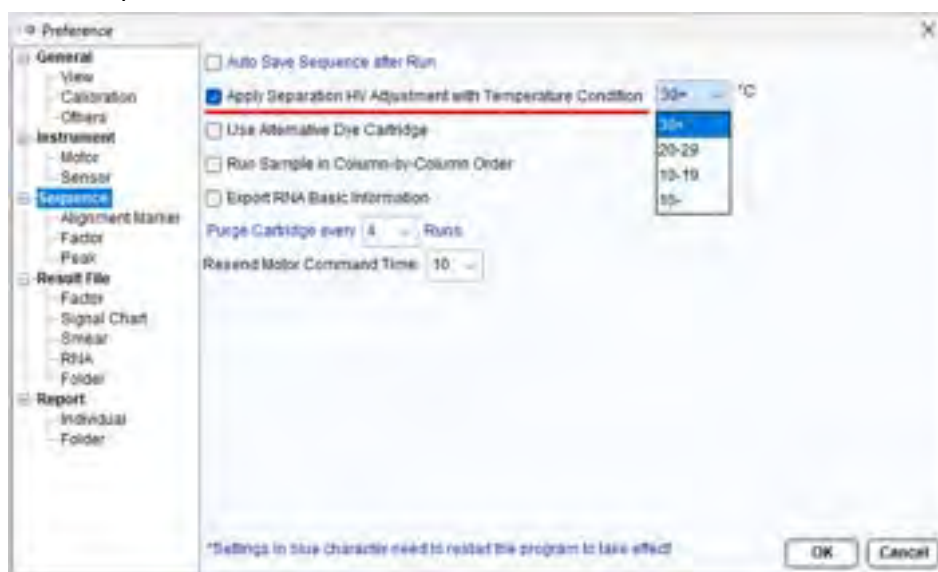 Preference
General
View
Calibration
Others
Instrument
Motor
Sensor
Sequence
Alignment Marker
Factor
Peak
Result File
Factor
Signal Chart
Smear
RNA
Folder
Report
Individual
Folder
Auto Save Sequence after Run
Apply Separation HV Adjustment with Temperature Condition 30+ °C
30+
20-29
10-19
10-
Use Alternative Dye Cartridge
Run Sample in Column-by-Column Order
Export RNA Basic Information
Purge Cartridge every 4 Runs
Resend Motor Command Time: 10
*Settings in blue character need to restart the program to take effect!
OK Cancel